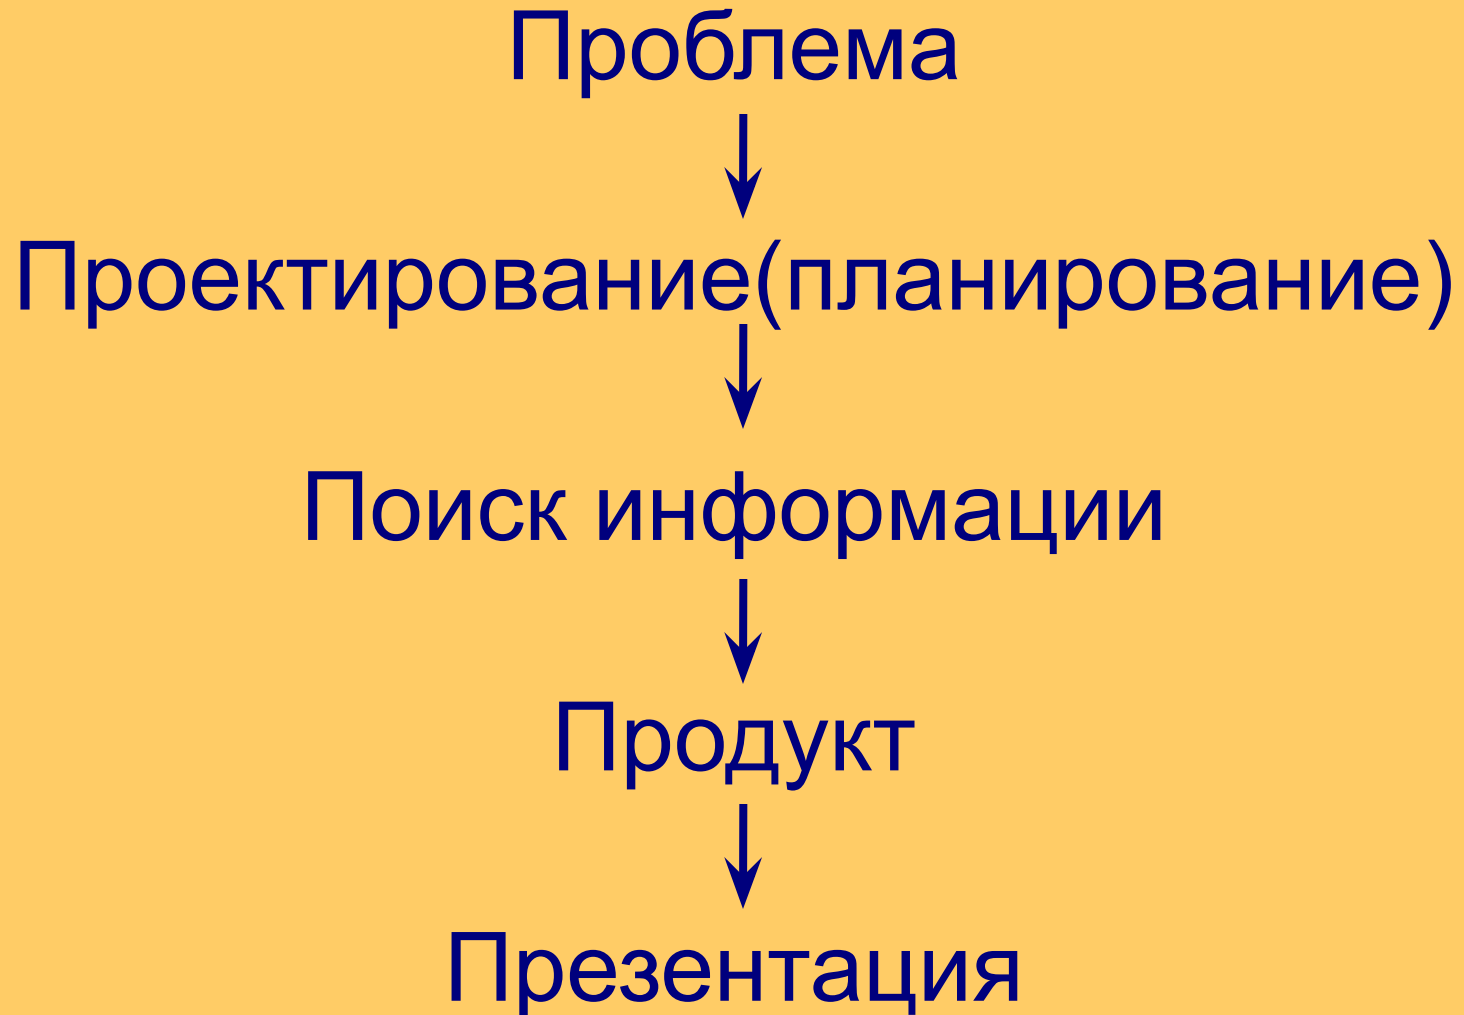 Проблема
Проектирование(планирование)
Поиск информации
Продукт
Презентация